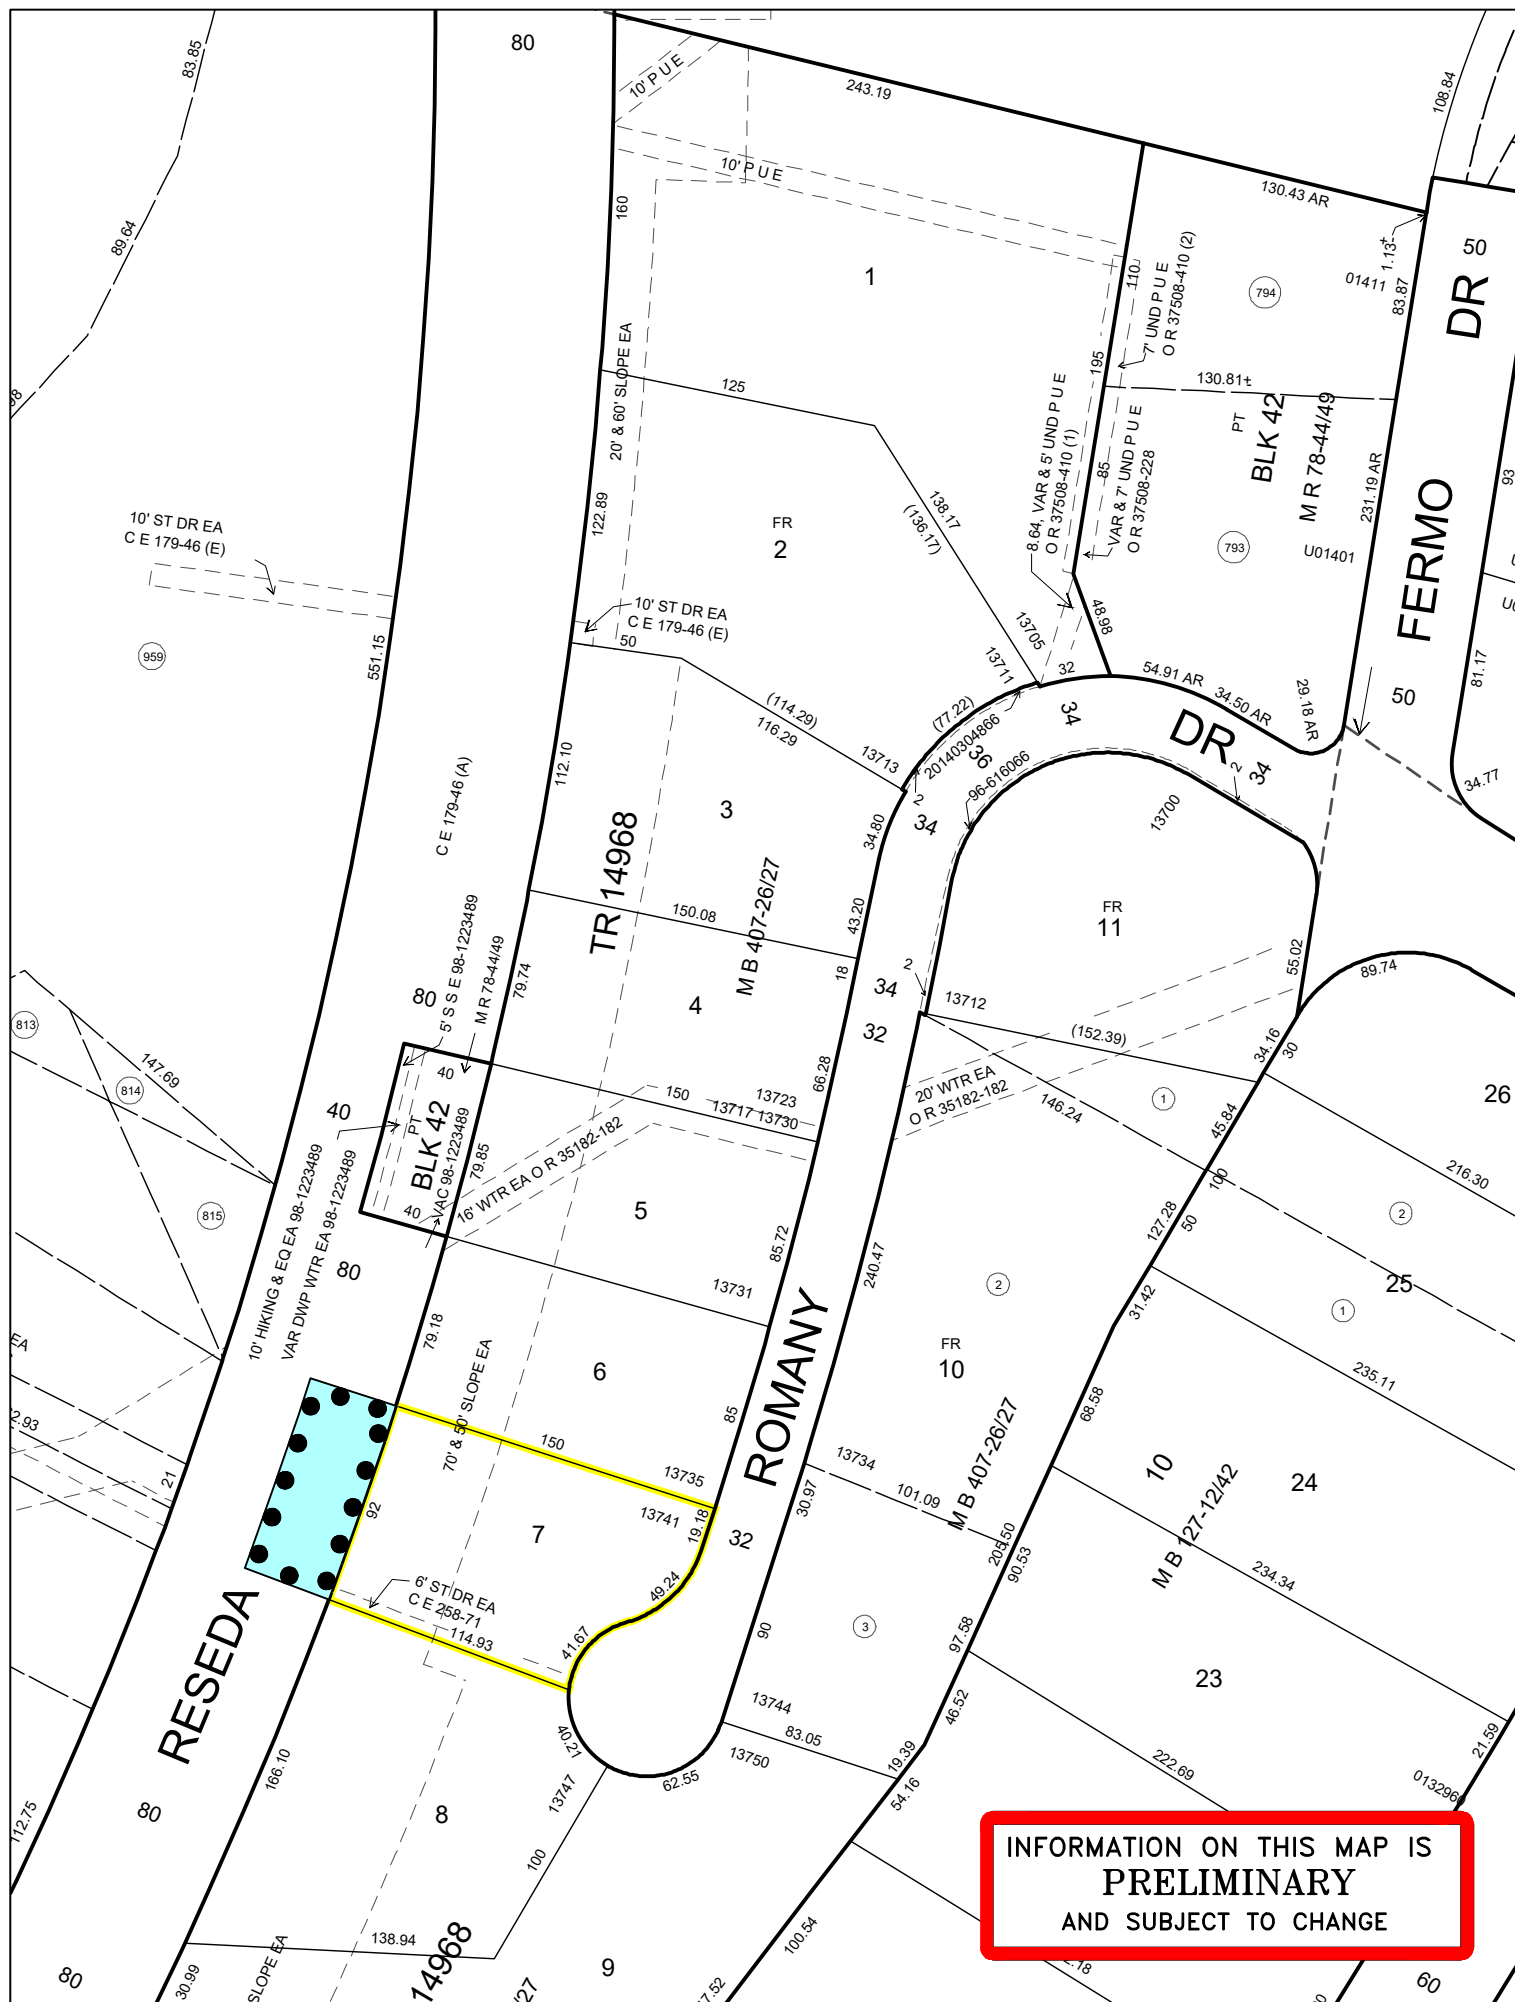 80
83.85
243.19
108.84
10' P U E
10' P U E
160
130.43 AR
1.13±
50
89.64
1
110
7' UND P U E
O R 37508-410 (2)
794
01411
83.87
DR
195
20' & 60' SLOPE EA
125
130.81±
8.64, VAR & 5' UND P U E
O R 37508-410 (1)
85
VAR & 7' UND P U E
O R 37508-228
PT
BLK 42
M R 78-44/49
231.19 AR
93
122.89
138.17
(136.17)
FR
2
10' ST DR EA
C E 179-46 (E)
793
U01401
FERMO
10' ST DR EA
C E 179-46 (E)
50
13705
48.98
959
551.15
13711
32
54.91 AR
34.50 AR
29.18 AR
50
81.17
(114.29)
116.29
(77.22)
20140304866
34
36
DR
2
34
112.10
13713
96-616066
34.77
C E 179-46 (A)
3
2
34
13700
TR 14968
34.80
M B 407-26/27
150.08
43.20
FR
11
5' S S E 98-1223489
M R 78-44/49
79.74
18
2
34
55.02
89.74
80
4
13712
32
(152.39)
813
34.16
30
147.69
40
66.28
814
150
13723
13717 13730
20' WTR EA
O R 35182-182
146.24
1
26
40
PT
BLK 42
VAC 98-1223489
79.85
16' WTR EA O R 35182-182
45.84
100
216.30
10' HIKING & EQ EA 98-1223489
VAR DWP WTR EA 98-1223489
40
815
5
85.72
127.28
50
2
80
240.47
13731
2
25
31.42
1
79.18
70' & 50' SLOPE EA
ROMANY
FR
10
EA
6
235.11
68.58
85
M B 407-26/27
21
150
13735
13734
10
24
101.09
M B 127-12/42
92
7
13741
19.18
32
30.97
205.50
90.53
234.34
6' ST DR EA
C E 258-71
49.24
114.93
41.67
90
3
97.58
RESEDA
23
13744
83.05
46.52
40.21
13750
19.39
222.69
21.59
166.10
62.55
54.16
0132960
13747
112.75
80
8
INFORMATION ON THIS MAP IS
PRELIMINARY
AND SUBJECT TO CHANGE
100
138.94
100.54
80
30.99
SLOPE EA
14968
9
60